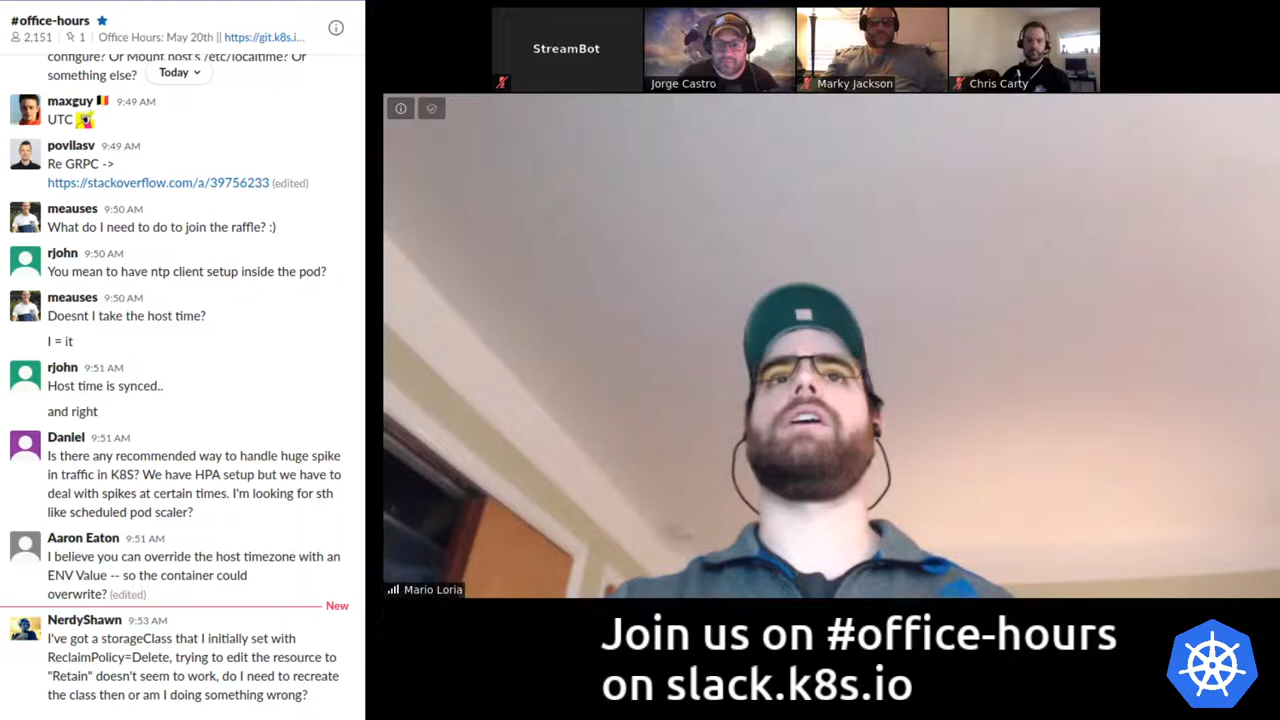 #office-hours
2,151 1 Office Hours: May 20th || https://git.k8s.i...
configure? Or Mount host's /etc/localtime? Or
something else?
Today
maxguy 9:49 AM
UTC
povilasv 9:49 AM
Re GRPC ->
https://stackoverflow.com/a/39756233 (edited)
meauses 9:50 AM
What do I need to do to join the raffle? :)
rjohn 9:50 AM
You mean to have ntp client setup inside the pod?
meauses 9:50 AM
Doesnt I take the host time?
I = it
rjohn 9:51 AM
Host time is synced..
and right
Daniel 9:51 AM
Is there any recommended way to handle huge spike
in traffic in K8S? We have HPA setup but we have to
deal with spikes at certain times. I'm looking for sth
like scheduled pod scaler?
Aaron Eaton 9:51 AM
I believe you can override the host timezone with an
ENV Value -- so the container could
overwrite? (edited)
New
NerdyShawn 9:53 AM
I've got a storageClass that I initially set with
ReclaimPolicy=Delete, trying to edit the resource to
"Retain" doesn't seem to work, do I need to recreate
the class then or am I doing something wrong?
StreamBot
Jorge Castro
Marky Jackson
Chris Carty
Mario Loria
Join us on #office-hours
on slack.k8s.io